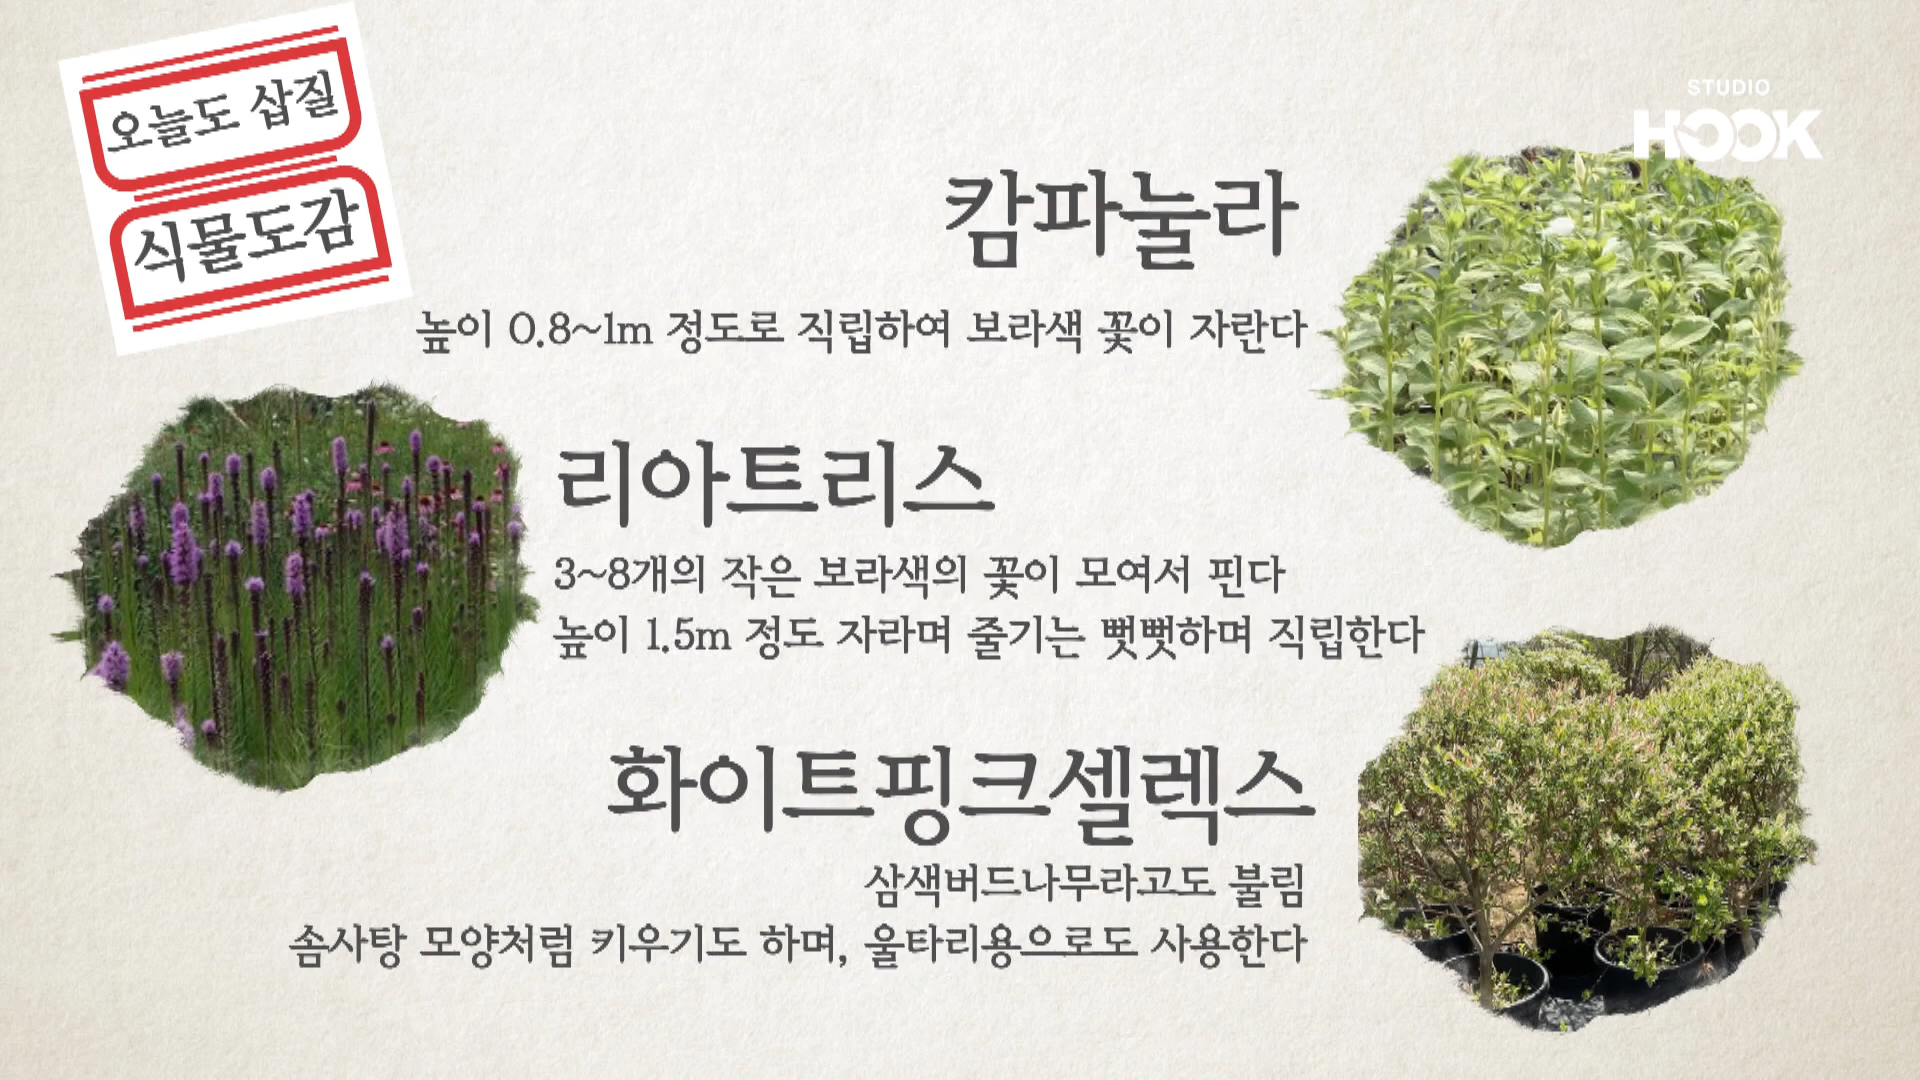 오늘도 삽질
식물도감
STUDIO
HOOK
캄파눌라
높이 0.8~1m 정도로 직립하여 보라색 꽃이 자란다
리아트리스
3~8개의 작은 보라색의 꽃이 모여서 핀다
높이 1.5m 정도 자라며 줄기는 뻣뻣하며 직립한다
화이트핑크셀렉스
삼색버드나무라고도 불림
솜사탕 모양처럼 키우기도 하며, 울타리용으로도 사용한다